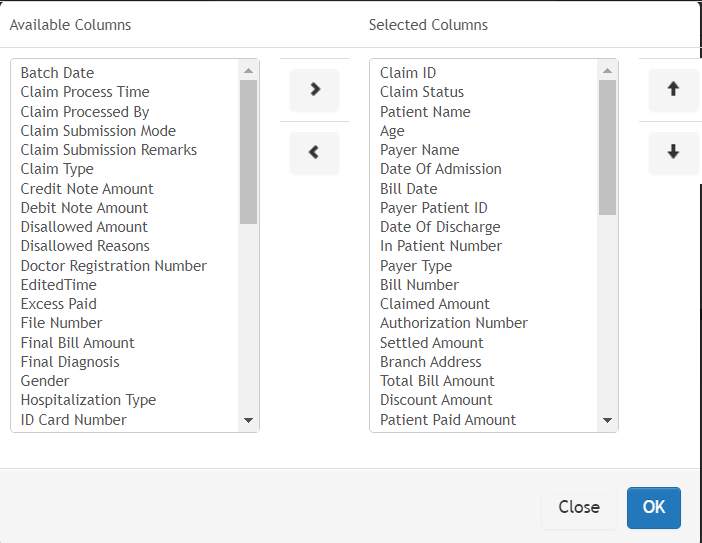 Available Columns
Selected Columns
Batch Date
Claim Process Time
Claim Processed By
Claim Submission Mode
Claim Submission Remarks
Claim Type
Credit Note Amount
Debit Note Amount
Disallowed Amount
Disallowed Reasons
Doctor Registration Number
EditedTime
Excess Paid
File Number
Final Bill Amount
Final Diagnosis
Gender
Hospitalization Type
ID Card Number
Claim ID
Claim Status
Patient Name
Age
Payer Name
Date Of Admission
Bill Date
Payer Patient ID
Date Of Discharge
In Patient Number
Payer Type
Bill Number
Claimed Amount
Authorization Number
Settled Amount
Branch Address
Total Bill Amount
Discount Amount
Patient Paid Amount
Close
OK